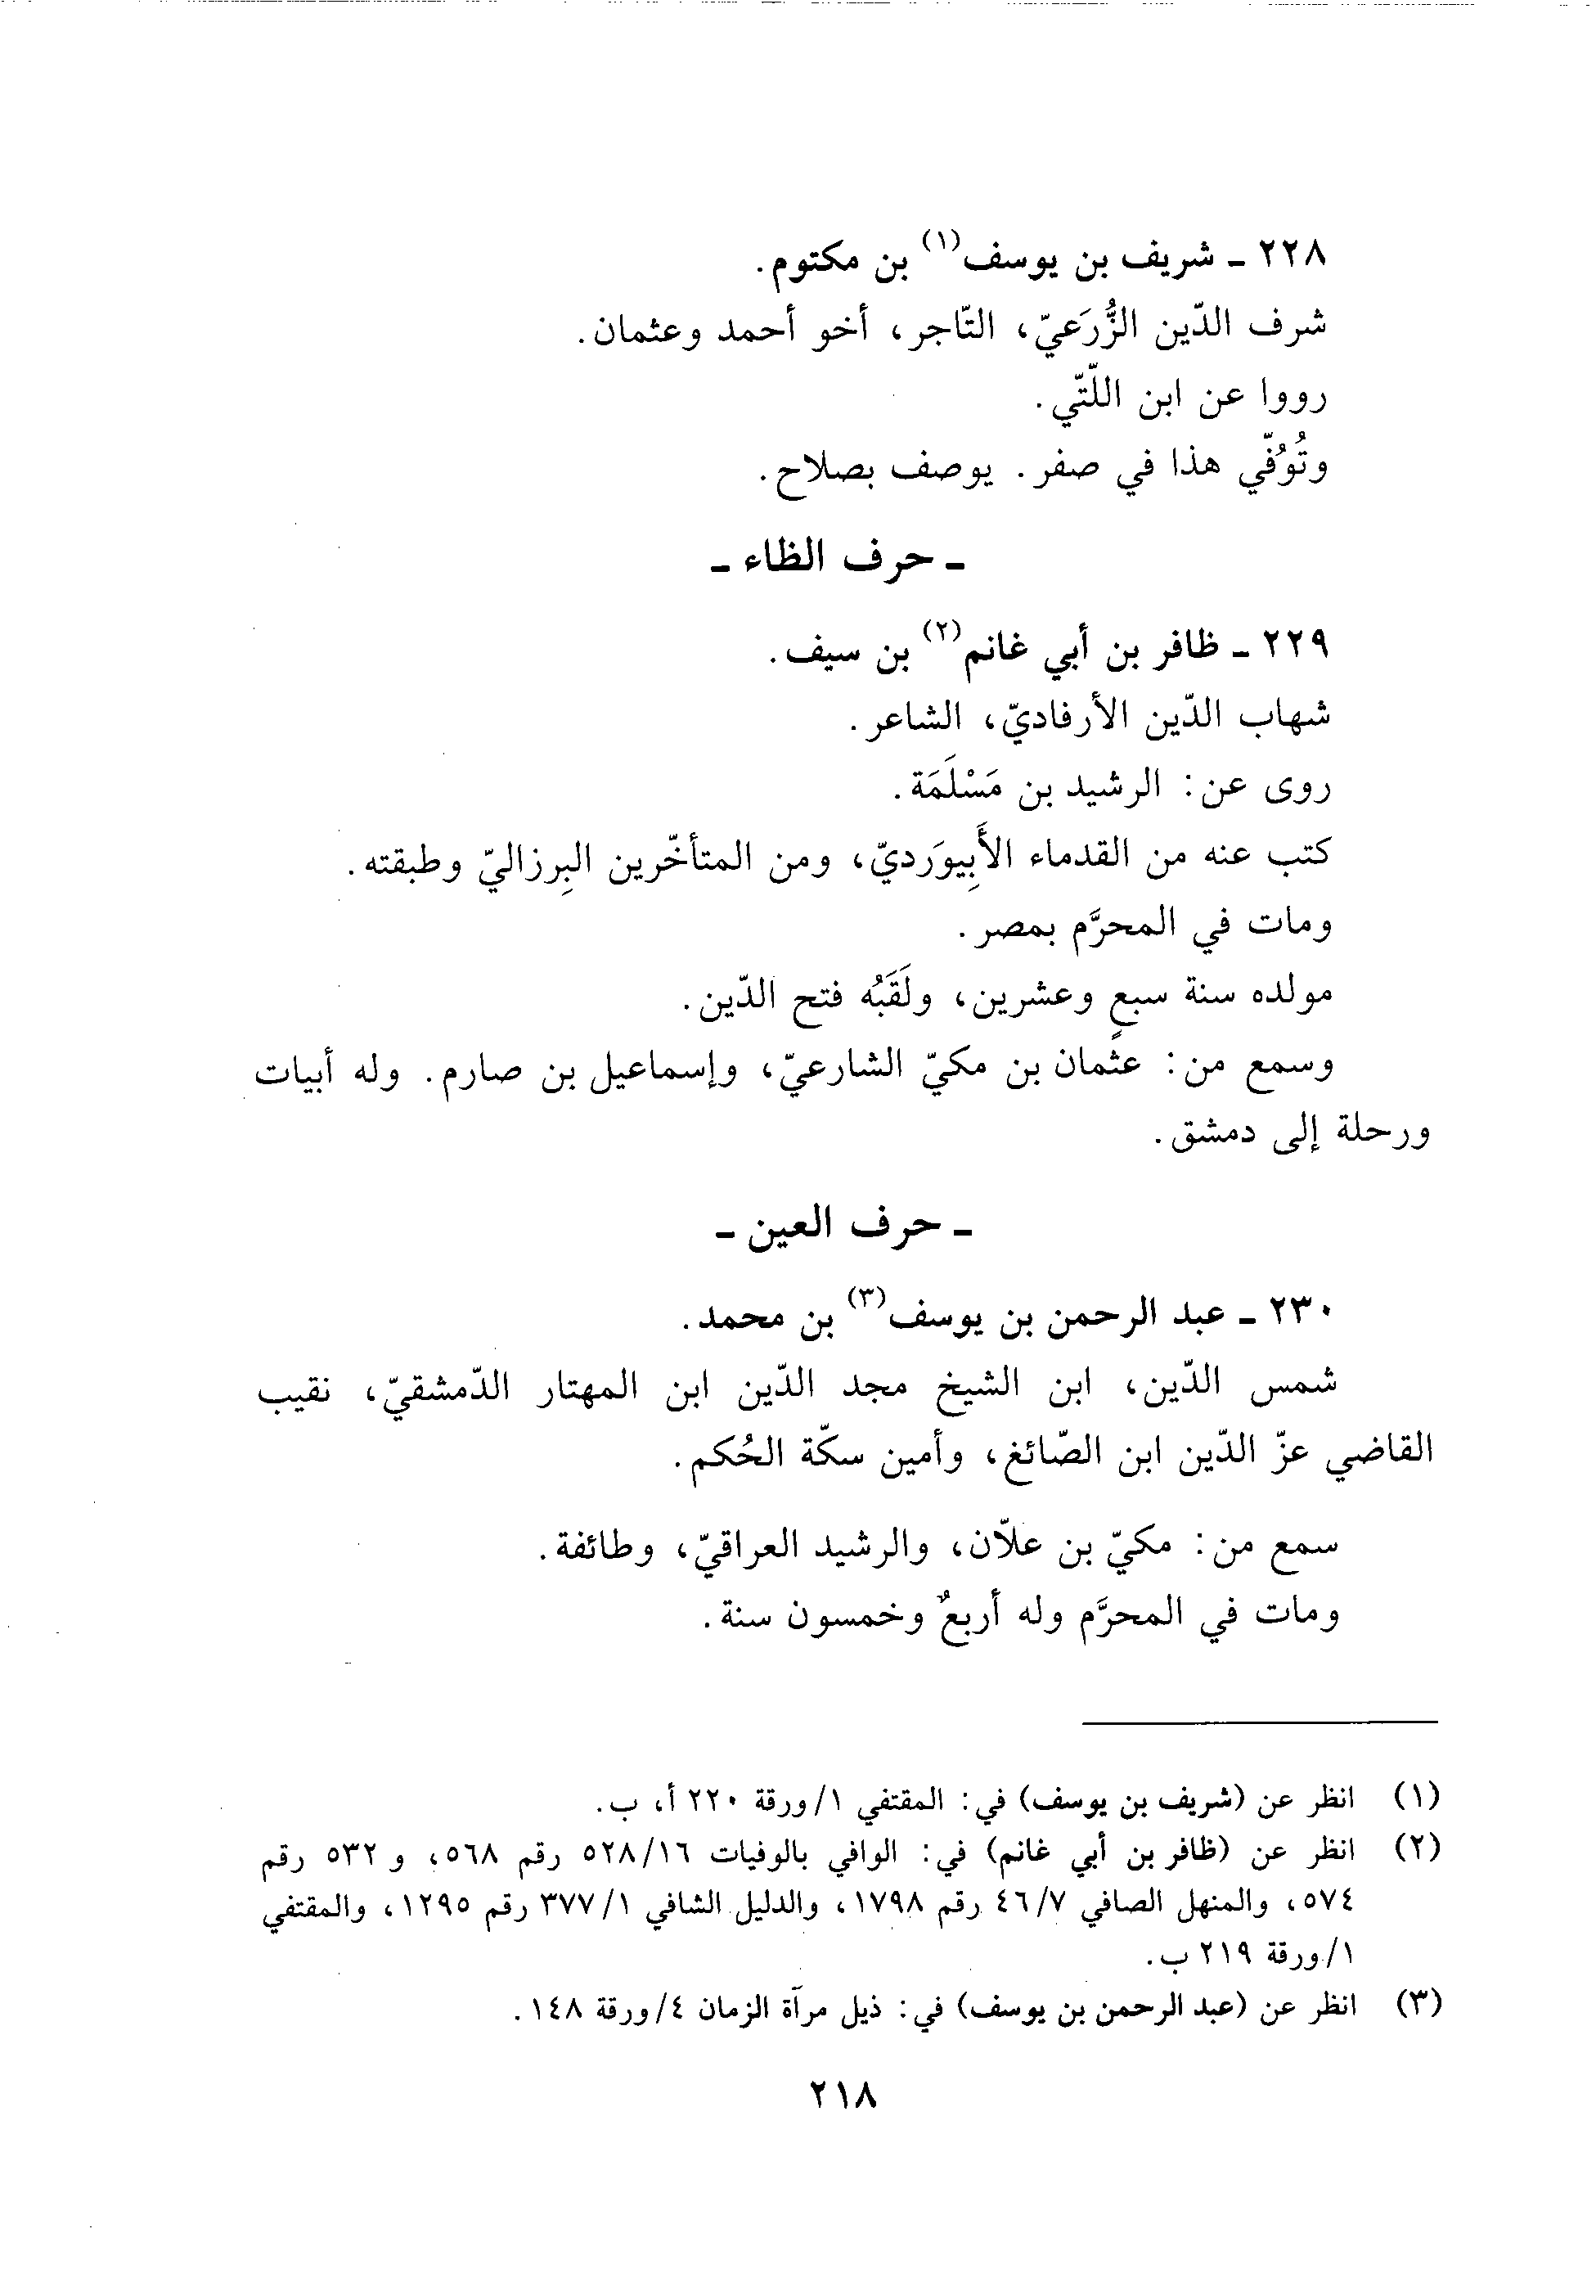 ٢٢٨ ـ شريف بن يوسف(١) بن مكتوم.
شرف الدّين الزُّرَعيّ، التّاجر، أخو أحمد وعثمان.
رووا عن ابن اللّتّي.
وتُوُفّي هذا في صفر. يوصف بصلاح.
ـ حرف الظاء ـ
٢٢٩ ـ ظافر بن أبي غانم(٢) بن سيف.
شهاب الدّين الأرفاديّ، الشاعر.
روى عن: الرشيد بن مَسْلَمَة.
كتب عنه من القدماء الأَبِيوَرديّ، ومن المتأخّرين البِرزاليّ وطبقته.
ومات في المحرَّم بمصر.
مولده سنة سبعٍ وعشرين، ولَقَبُه فتح الدّين.
وسمع من: عثمان بن مكيّ الشارعيّ، وإسماعيل بن صارم. وله أبيات
ورحلة إلى دمشق.
ـ حرف العين ـ
٢٣٠ ـ عبد الرحمن بن يوسف(٣) بن محمد.
شمس الدّين، ابن الشيخ مجد الدّين ابن المهتار الدّمشقيّ، نقيب
القاضي عزّ الدّين ابن الصّائغ، وأمين سكّة الحُكم.
سمع من: مكيّ بن علاّن، والرشيد العراقيّ، وطائفة.
ومات في المحرَّم وله أربعٌ وخمسون سنة.
(١) انظر عن (شريف بن يوسف) في: المقتفي ١/ورقة ٢٢٠ أ، ب.
(٢) انظر عن (ظافر بن أبي غانم) في: الوافي بالوفيات ٥٢٨/١٦ رقم ٥٦٨، و ٥٣٢ رقم
٥٧٤، والمنهل الصافي ٤٦/٧ رقم ١٧٩٨، والدليل الشافي ٣٧٧/١ رقم ١٢٩٥، والمقتفي
١/ورقة ٢١٩ ب.
(٣) انظر عن (عبد الرحمن بن يوسف) في: ذيل مرآة الزمان ٤/ورقة ١٤٨.
٢١٨